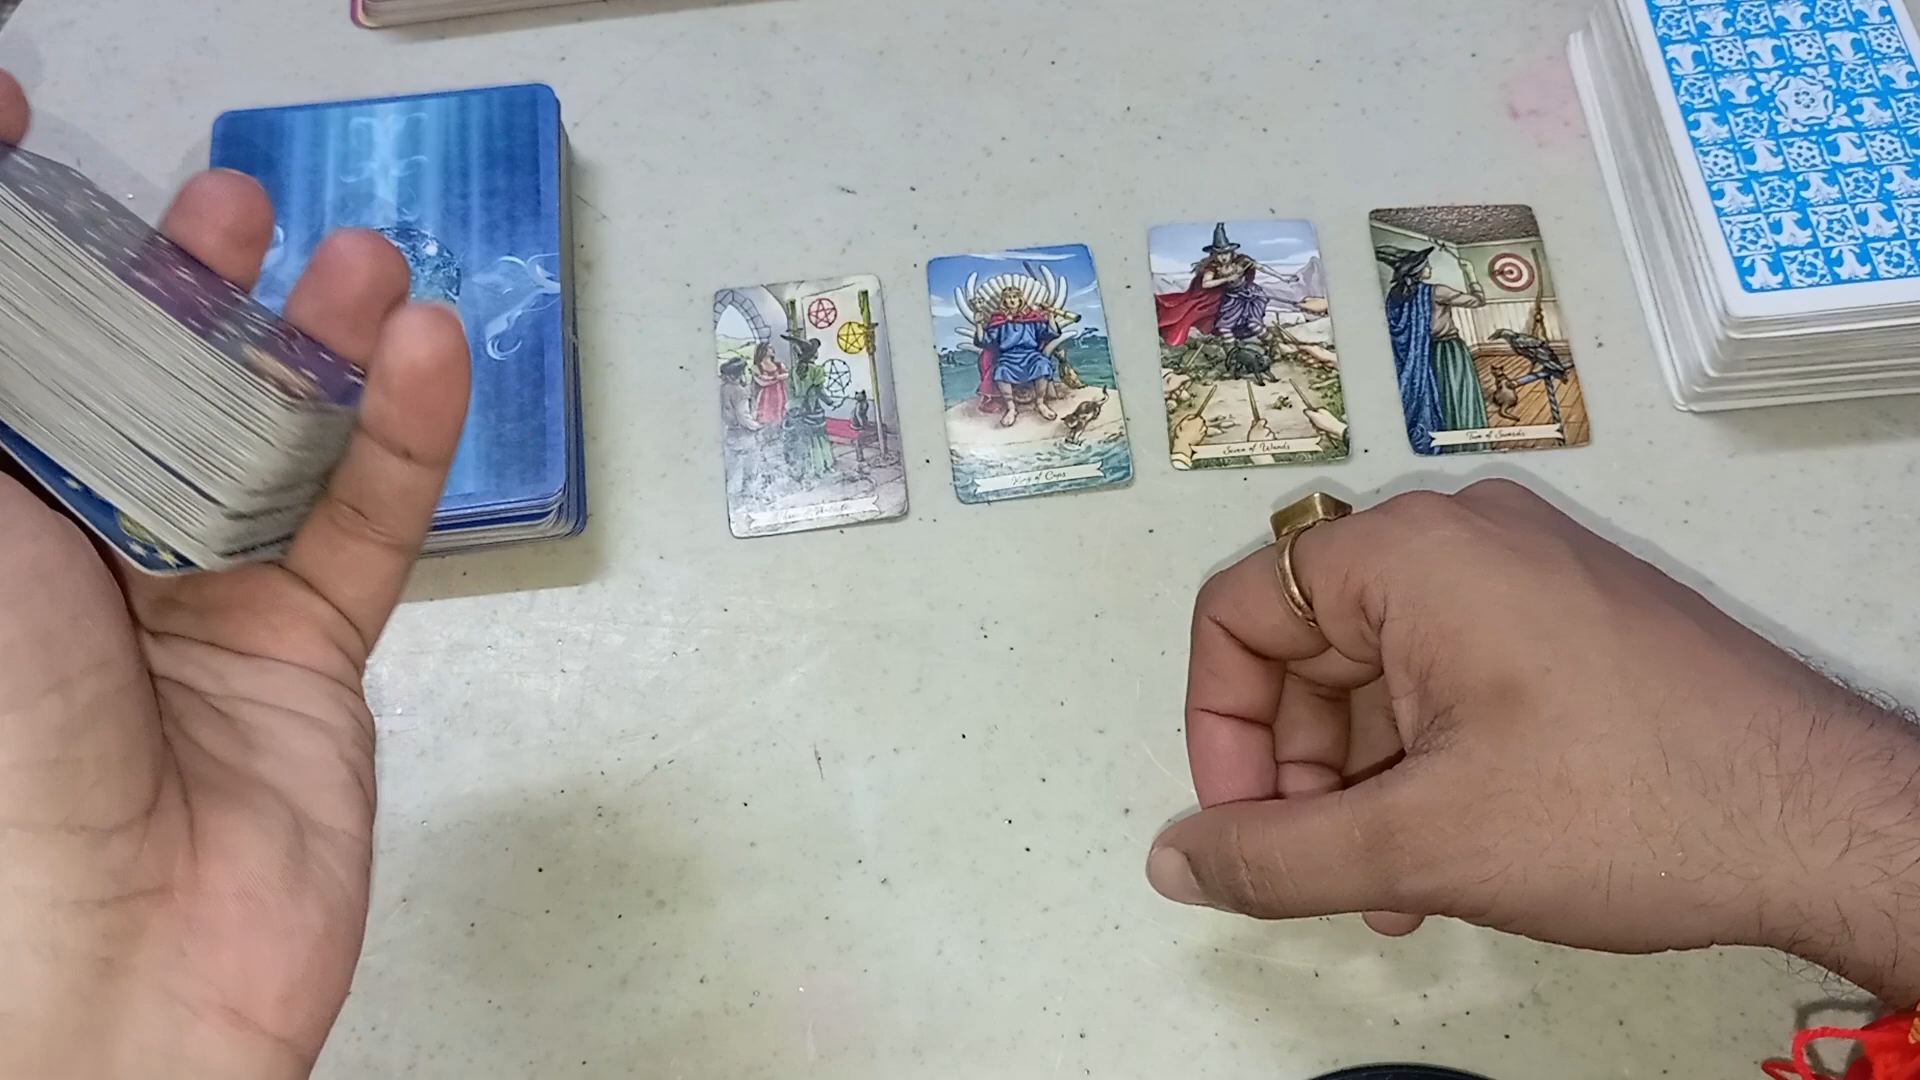 King of Cups
Seven of Wands
Two of Swords